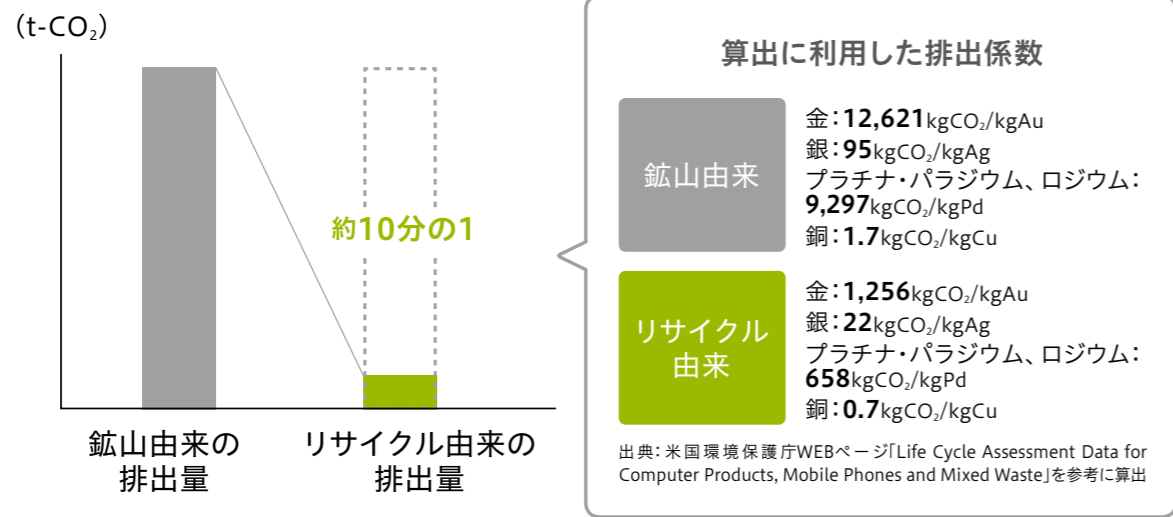 (t-CO₂)
約10分の1
鉱山由来の
排出量
リサイクル由来の
排出量
算出に利用した排出係数
鉱山由来
金：12,621kgCO₂/kgAu
銀：95kgCO₂/kgAg
プラチナ・パラジウム、ロジウム：
9,297kgCO₂/kgPd
銅：1.7kgCO₂/kgCu
リサイクル
由来
金：1,256kgCO₂/kgAu
銀：22kgCO₂/kgAg
プラチナ・パラジウム、ロジウム：
658kgCO₂/kgPd
銅：0.7kgCO₂/kgCu
出典：米国環境保護庁WEBページ「Life Cycle Assessment Data for
Computer Products, Mobile Phones and Mixed Waste」を参考に算出